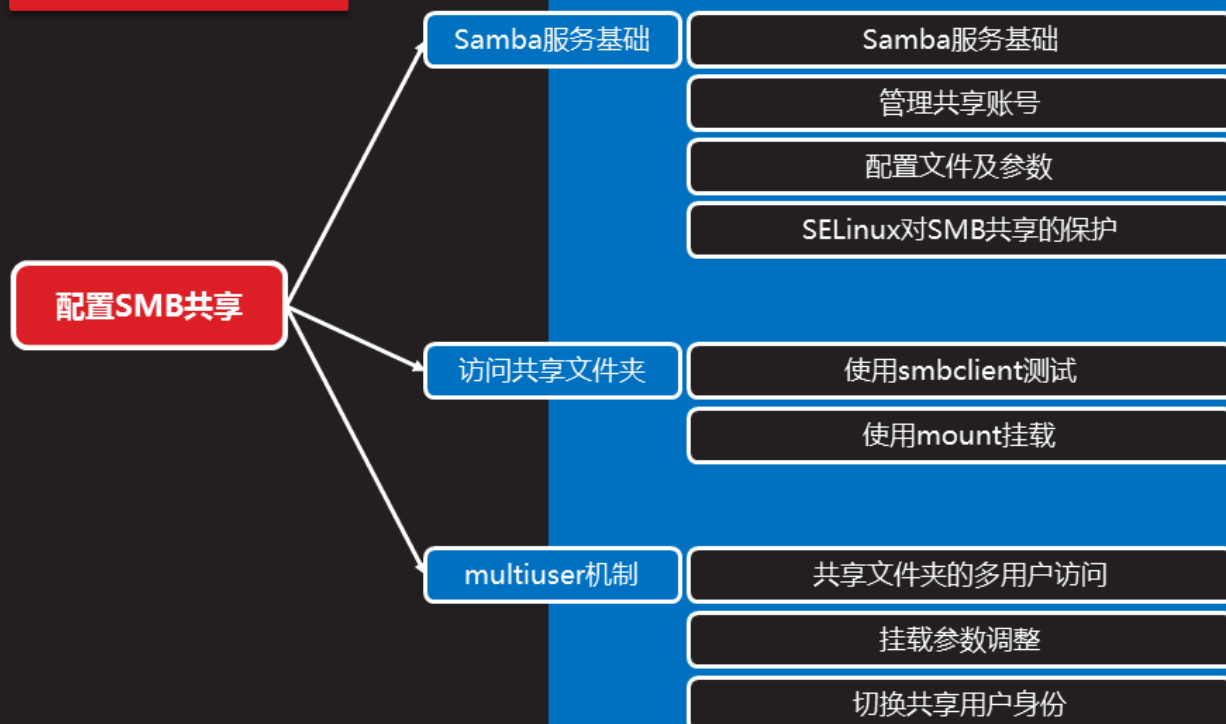 配置SMB共享
Samba服务基础
Samba服务基础
管理共享账号
配置文件及参数
SELinux对SMB共享的保护
访问共享文件夹
使用smbclient测试
使用mount挂载
multiuser机制
共享文件夹的多用户访问
挂载参数调整
切换共享用户身份